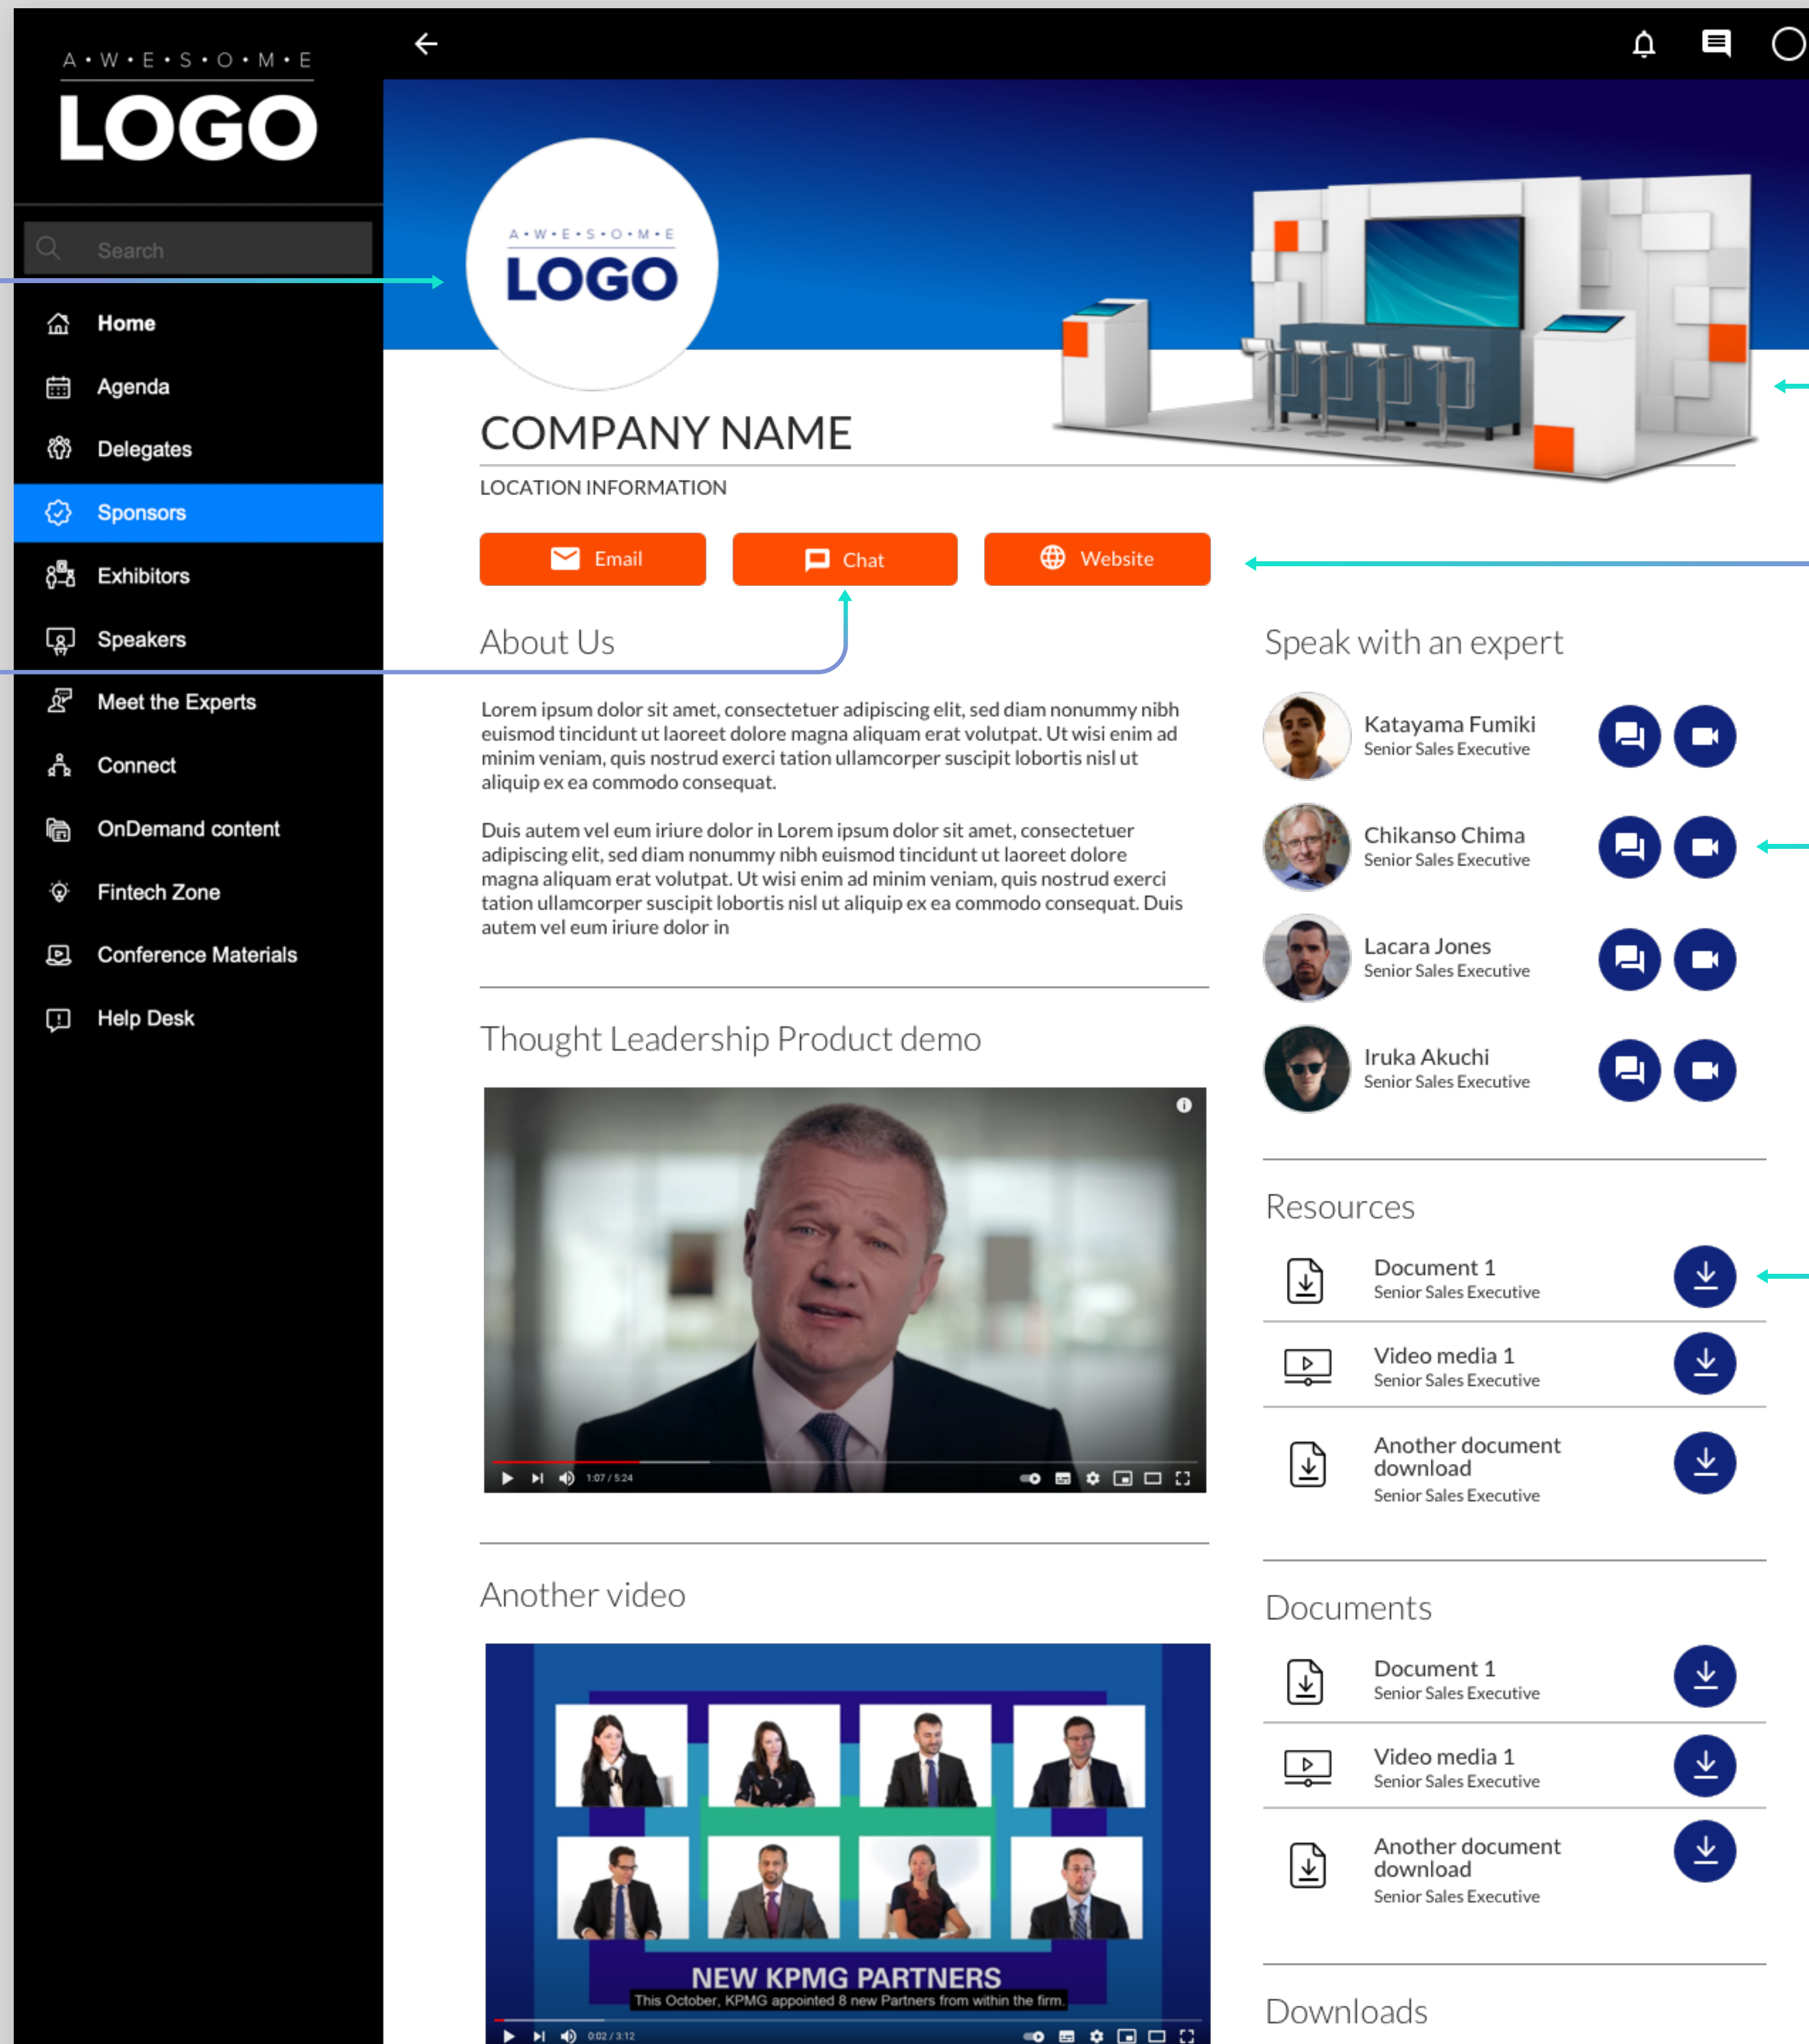 A•W•E•S•O•M•E
LOGO
Search
Home
Agenda
Delegates
Sponsors
Exhibitors
Speakers
Meet the Experts
Connect
OnDemand content
Fintech Zone
Conference Materials
Help Desk
A•W•E•S•O•M•E
LOGO
COMPANY NAME
LOCATION INFORMATION
Email
Chat
Website
About Us
Lorem ipsum dolor sit amet, consectetuer adipiscing elit, sed diam nonummy nibh
euismod tincidunt ut laoreet dolore magna aliquam erat volutpat. Ut wisi enim ad
minim veniam, quis nostrud exerci tation ullamcorper suscipit lobortis nisl ut
aliquip ex ea commodo consequat.
Duis autem vel eum iriure dolor in Lorem ipsum dolor sit amet, consectetuer
adipiscing elit, sed diam nonummy nibh euismod tincidunt ut laoreet dolore
magna aliquam erat volutpat. Ut wisi enim ad minim veniam, quis nostrud exerci
tation ullamcorper suscipit lobortis nisl ut aliquip ex ea commodo consequat. Duis
autem vel eum iriure dolor in
Thought Leadership Product demo
1:07 / 5:24
Another video
NEW KPMG PARTNERS
This October, KPMG appointed 8 new Partners from within the firm.
0:02 / 3:12
Speak with an expert
Katayama Fumiki
Senior Sales Executive
Chikanso Chima
Senior Sales Executive
Lacara Jones
Senior Sales Executive
Iruka Akuchi
Senior Sales Executive
Resources
Document 1
Senior Sales Executive
Video media 1
Senior Sales Executive
Another document
download
Senior Sales Executive
Documents
Document 1
Senior Sales Executive
Video media 1
Senior Sales Executive
Another document
download
Senior Sales Executive
Downloads